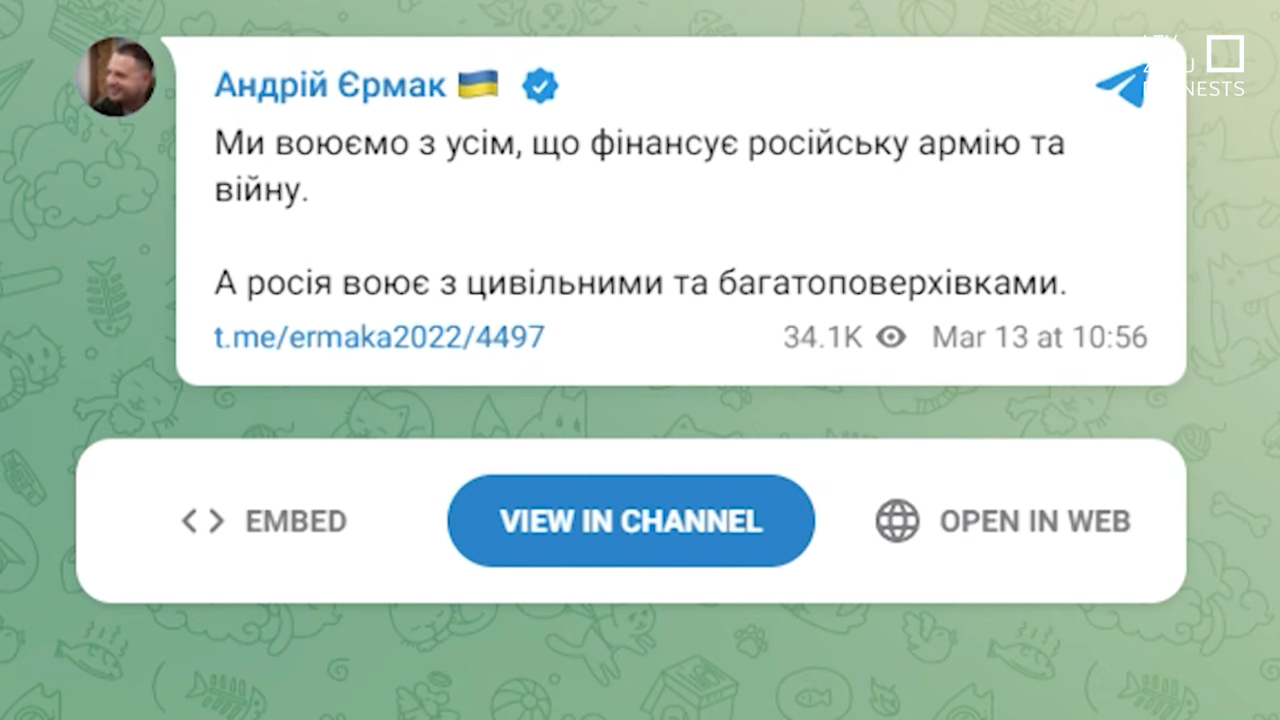 Андрій Єрмак
Ми воюємо з усім, що фінансує російську армію та
війну.
А росія воює з цивільними та багатоповерхівками.
t.me/ermaka2022/4497 34.1K Mar 13 at 10:56
EMBED VIEW IN CHANNEL OPEN IN WEB